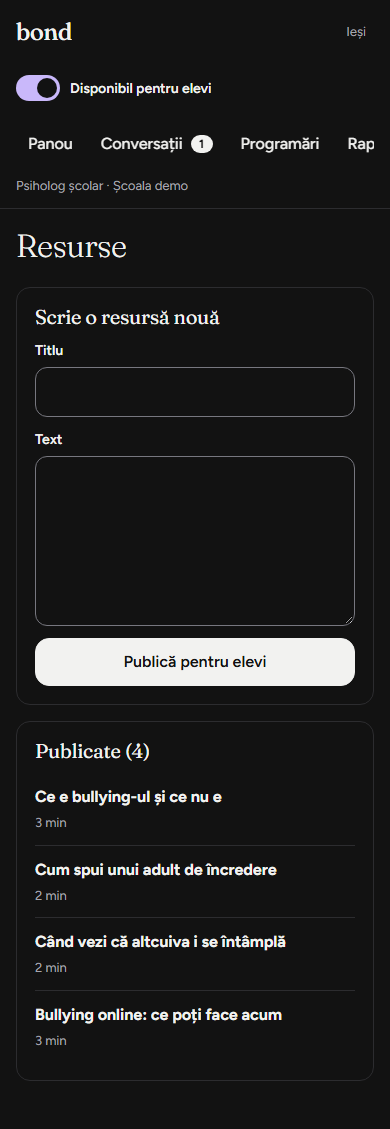 bond
Ieși
Disponibil pentru elevi
Panou Conversații 1 Programări Rap
Psiholog școlar · Școala demo
Resurse
Scrie o resursă nouă
Titlu
Text
Publică pentru elevi
Publicate (4)
Ce e bullying-ul și ce nu e
3 min
Cum spui unui adult de încredere
2 min
Când vezi că altcuiva i se întâmplă
2 min
Bullying online: ce poți face acum
3 min